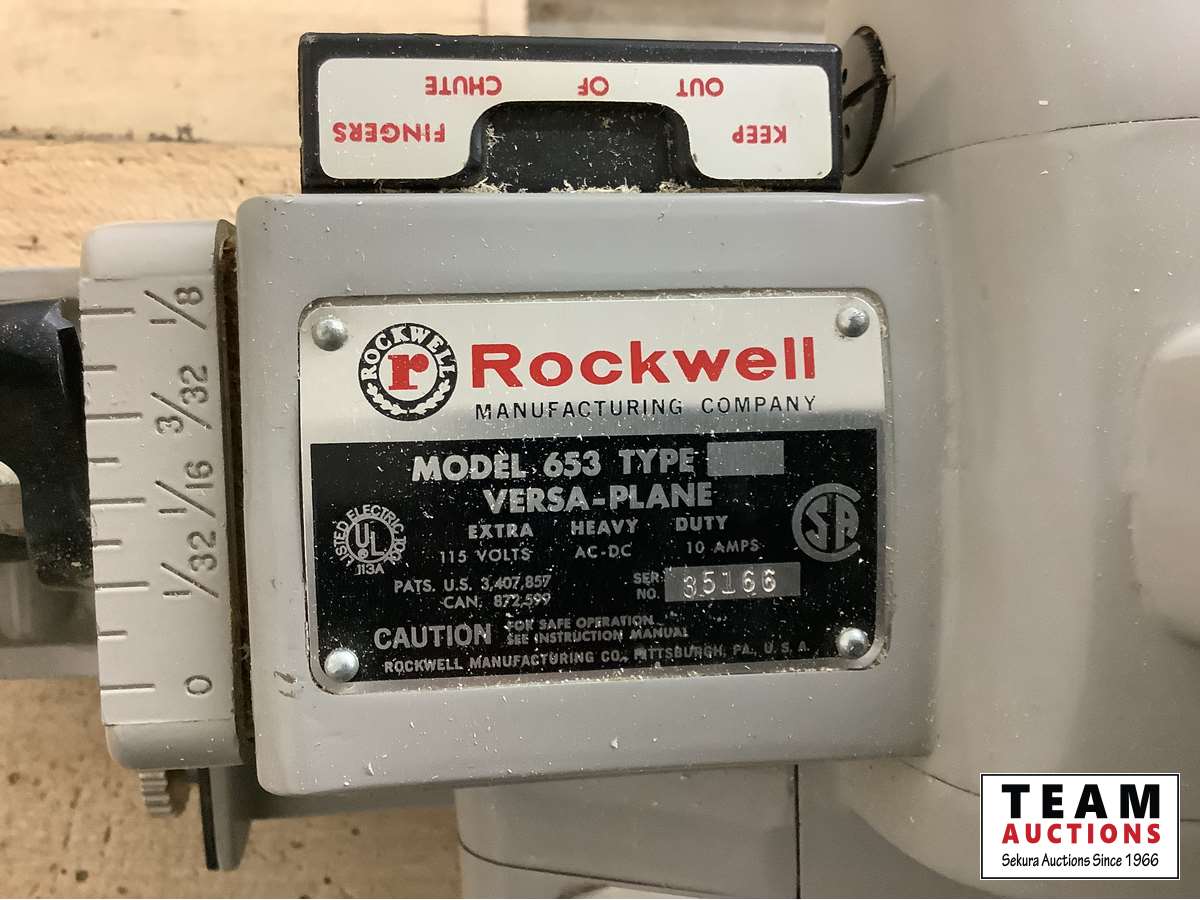 KEEP FINGERS
OUT OF CHUTE
1/8
3/32
1/16
1/32
0
ROCKWELL
r
Rockwell
MANUFACTURING COMPANY
MODEL 653 TYPE
VERSA-PLANE
EXTRA HEAVY DUTY
115 VOLTS AC-DC 10 AMPS
LISTED ELECTRIC TOOL
UL
113A
CSA
PATS. U.S. 3,407,857
CAN. 872,599
SER. NO. 35166
CAUTION FOR SAFE OPERATION
SEE INSTRUCTION MANUAL
ROCKWELL MANUFACTURING CO., PITTSBURGH, PA., U. S. A.
TEAM
AUCTIONS
Sekura Auctions Since 1966